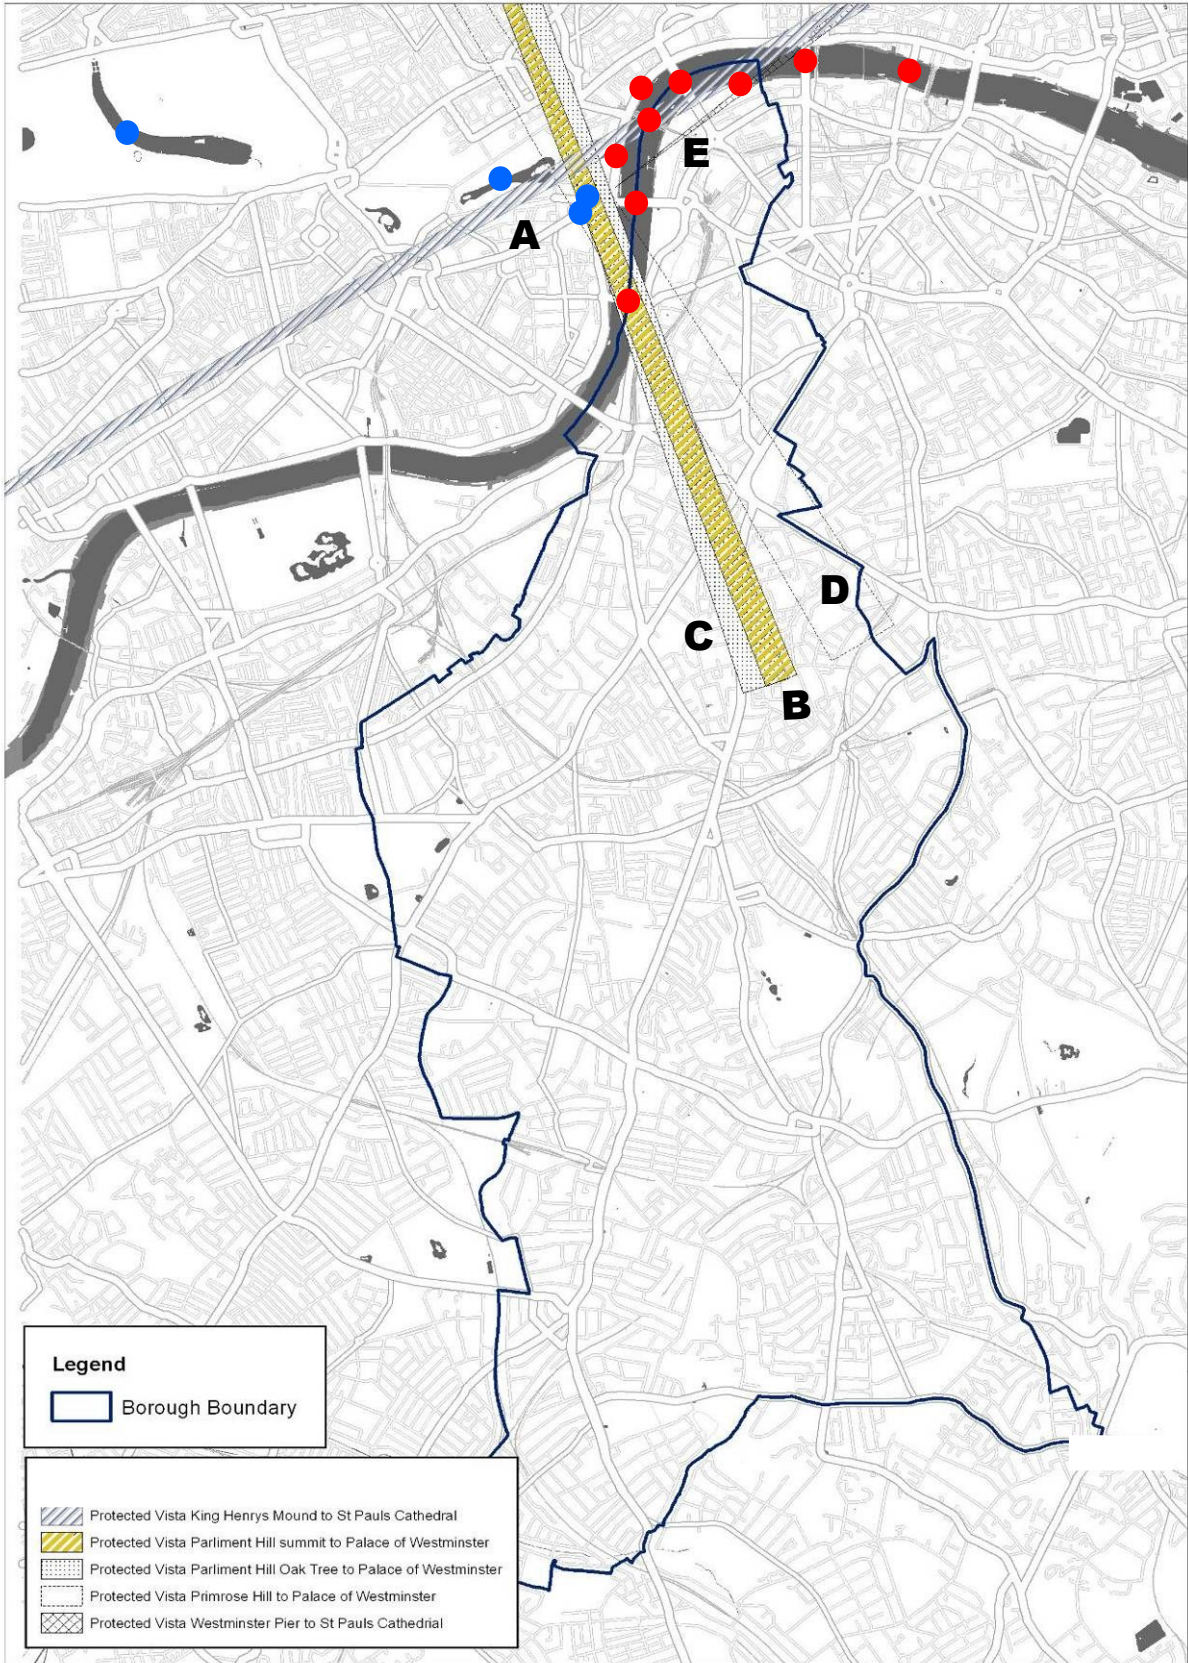 A
E
D
C
B
Legend
Borough Boundary
Protected Vista King Henrys Mound to St Pauls Cathedral
Protected Vista Parliment Hill summit to Palace of Westminster
Protected Vista Parliment Hill Oak Tree to Palace of Westminster
Protected Vista Primrose Hill to Palace of Westminster
Protected Vista Westminster Pier to St Pauls Cathedrial